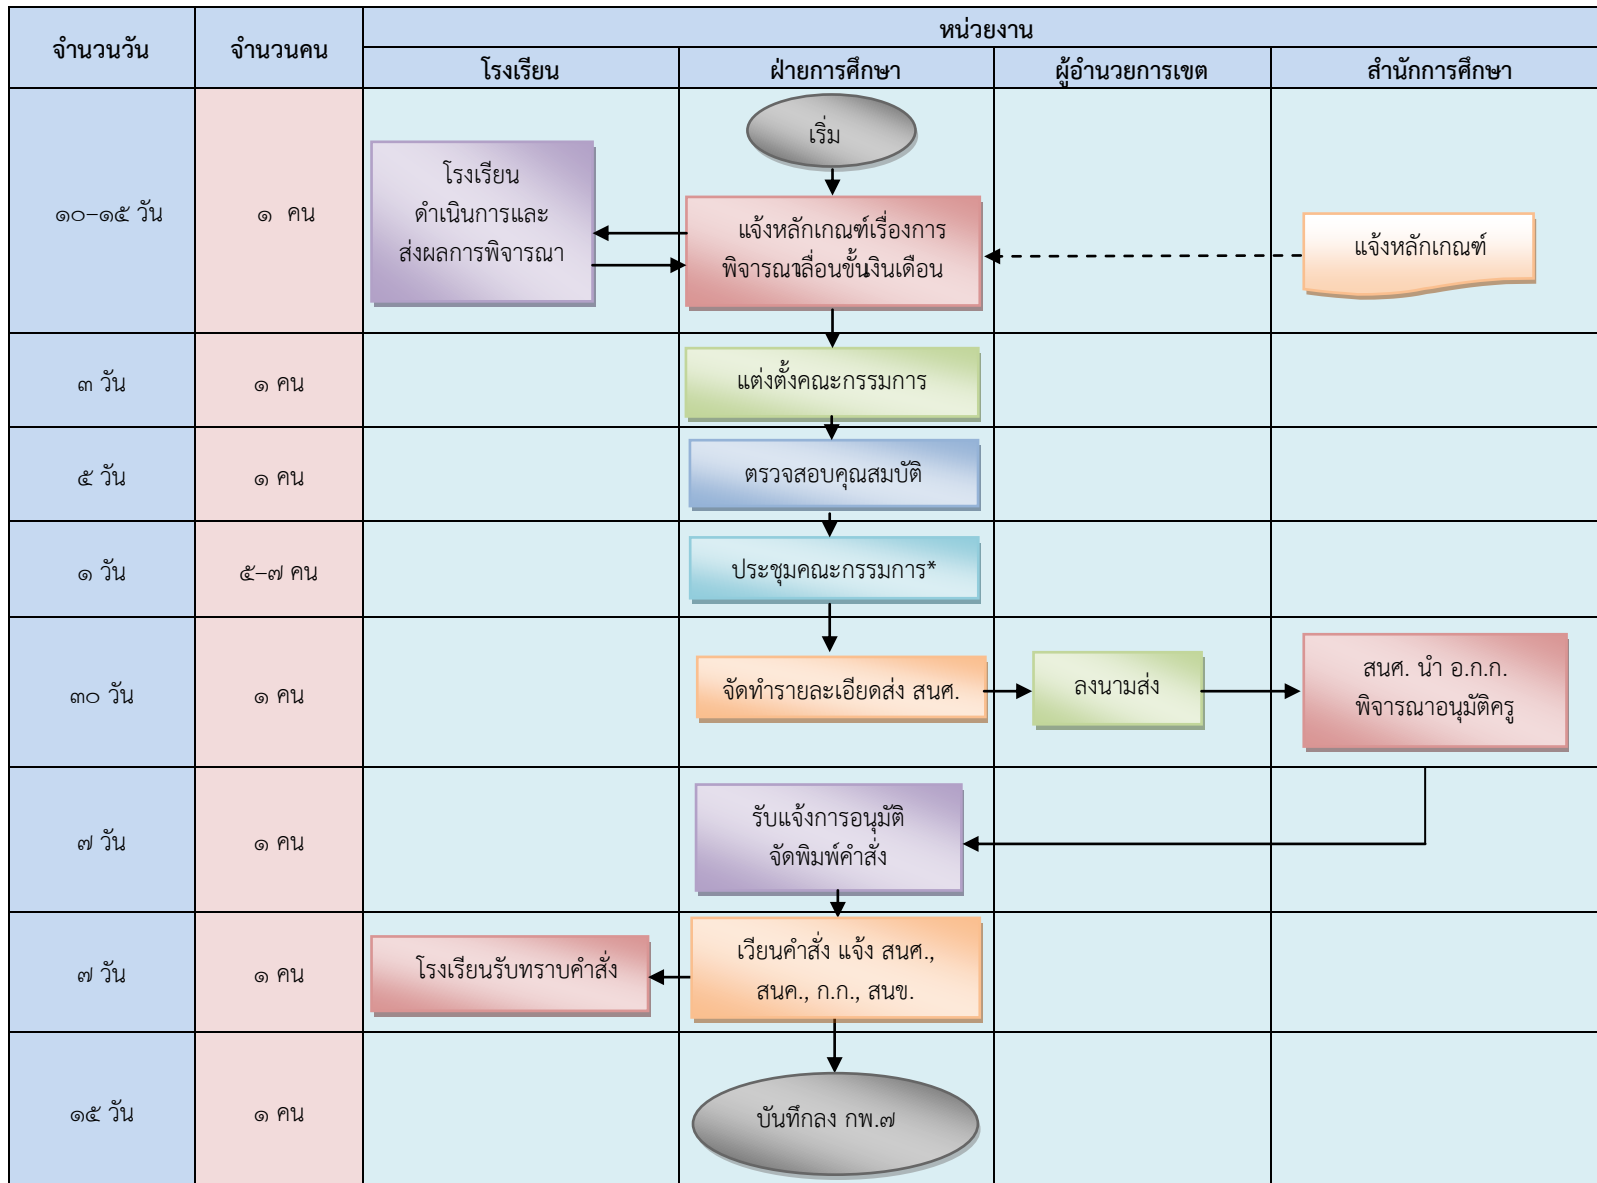 จำนวนวัน
จำนวนคน
หน่วยงาน
โรงเรียน
ฝ่ายการศึกษา
ผู้อำนวยการเขต
สำนักการศึกษา
๑๐-๑๕ วัน
๑ คน
โรงเรียน
ดำเนินการและ
ส่งผลการพิจารณา
เริ่ม
แจ้งหลักเกณฑ์เรื่องการ
พิจารณาเลื่อนขั้นเงินเดือน
แจ้งหลักเกณฑ์
๓ วัน
๑ คน
แต่งตั้งคณะกรรมการ
๕ วัน
๑ คน
ตรวจสอบคุณสมบัติ
๑ วัน
๕-๗ คน
ประชุมคณะกรรมการ*
๓๐ วัน
๑ คน
จัดทำรายละเอียดส่ง สนศ.
ลงนามส่ง
สนศ. นำ อ.ก.ก.
พิจารณาอนุมัติครู
๗ วัน
๑ คน
รับแจ้งการอนุมัติ
จัดพิมพ์คำสั่ง
๗ วัน
๑ คน
โรงเรียนรับทราบคำสั่ง
เวียนคำสั่ง แจ้ง สนศ.,
สนค., ก.ก., สนข.
๑๕ วัน
๑ คน
บันทึกลง กพ.๗